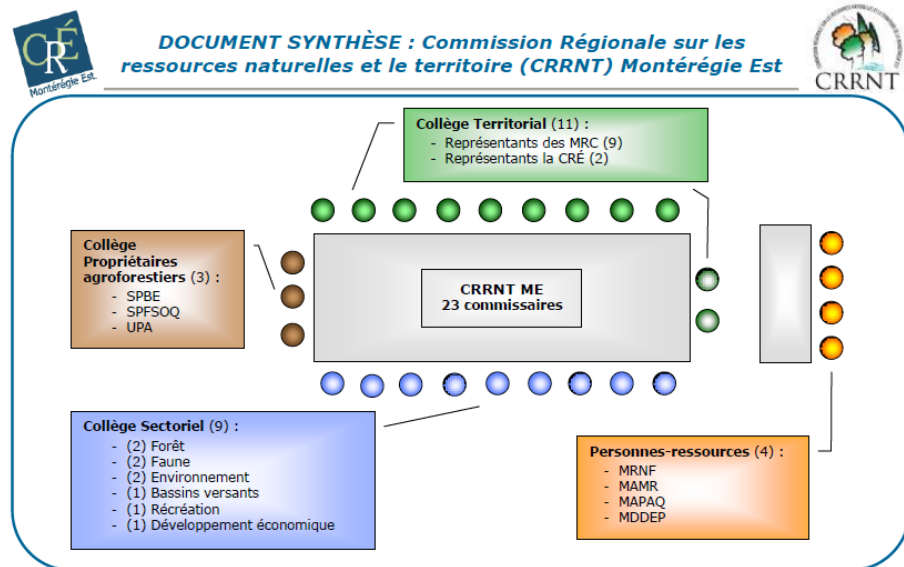 CRÉ
Montérégie Est.
DOCUMENT SYNTHÈSE : Commission Régionale sur les
ressources naturelles et le territoire (CRRNT) Montérégie Est
CRRNT
Collège Territorial (11) :
- Représentants des MRC (9)
- Représentants la CRÉ (2)
Collège
Propriétaires
agroforestiers (3) :
- SPBE
- SPFSOQ
- UPA
CRRNT ME
23 commissaires
Collège Sectoriel (9) :
- (2) Forêt
- (2) Faune
- (2) Environnement
- (1) Bassins versants
- (1) Récréation
- (1) Développement économique
Personnes-ressources (4) :
- MRNF
- MAMR
- MAPAQ
- MDDEP